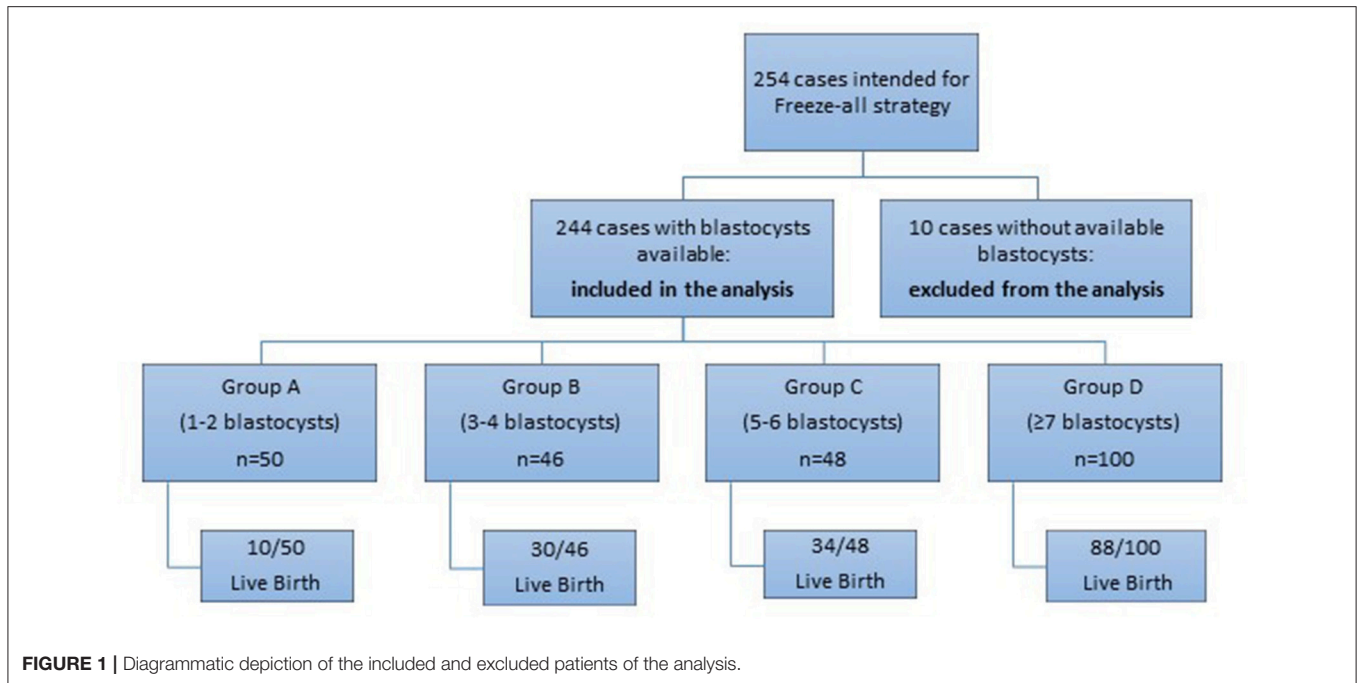 254 cases intended for
Freeze-all strategy
244 cases with blastocysts
available:
included in the analysis
10 cases without available
blastocysts:
excluded from the analysis
Group A
(1-2 blastocysts)
n=50
Group B
(3-4 blastocysts)
n=46
Group C
(5-6 blastocysts)
n=48
Group D
(≥7 blastocysts)
n=100
10/50
Live Birth
30/46
Live Birth
34/48
Live Birth
88/100
Live Birth
FIGURE 1 | Diagrammatic depiction of the included and excluded patients of the analysis.